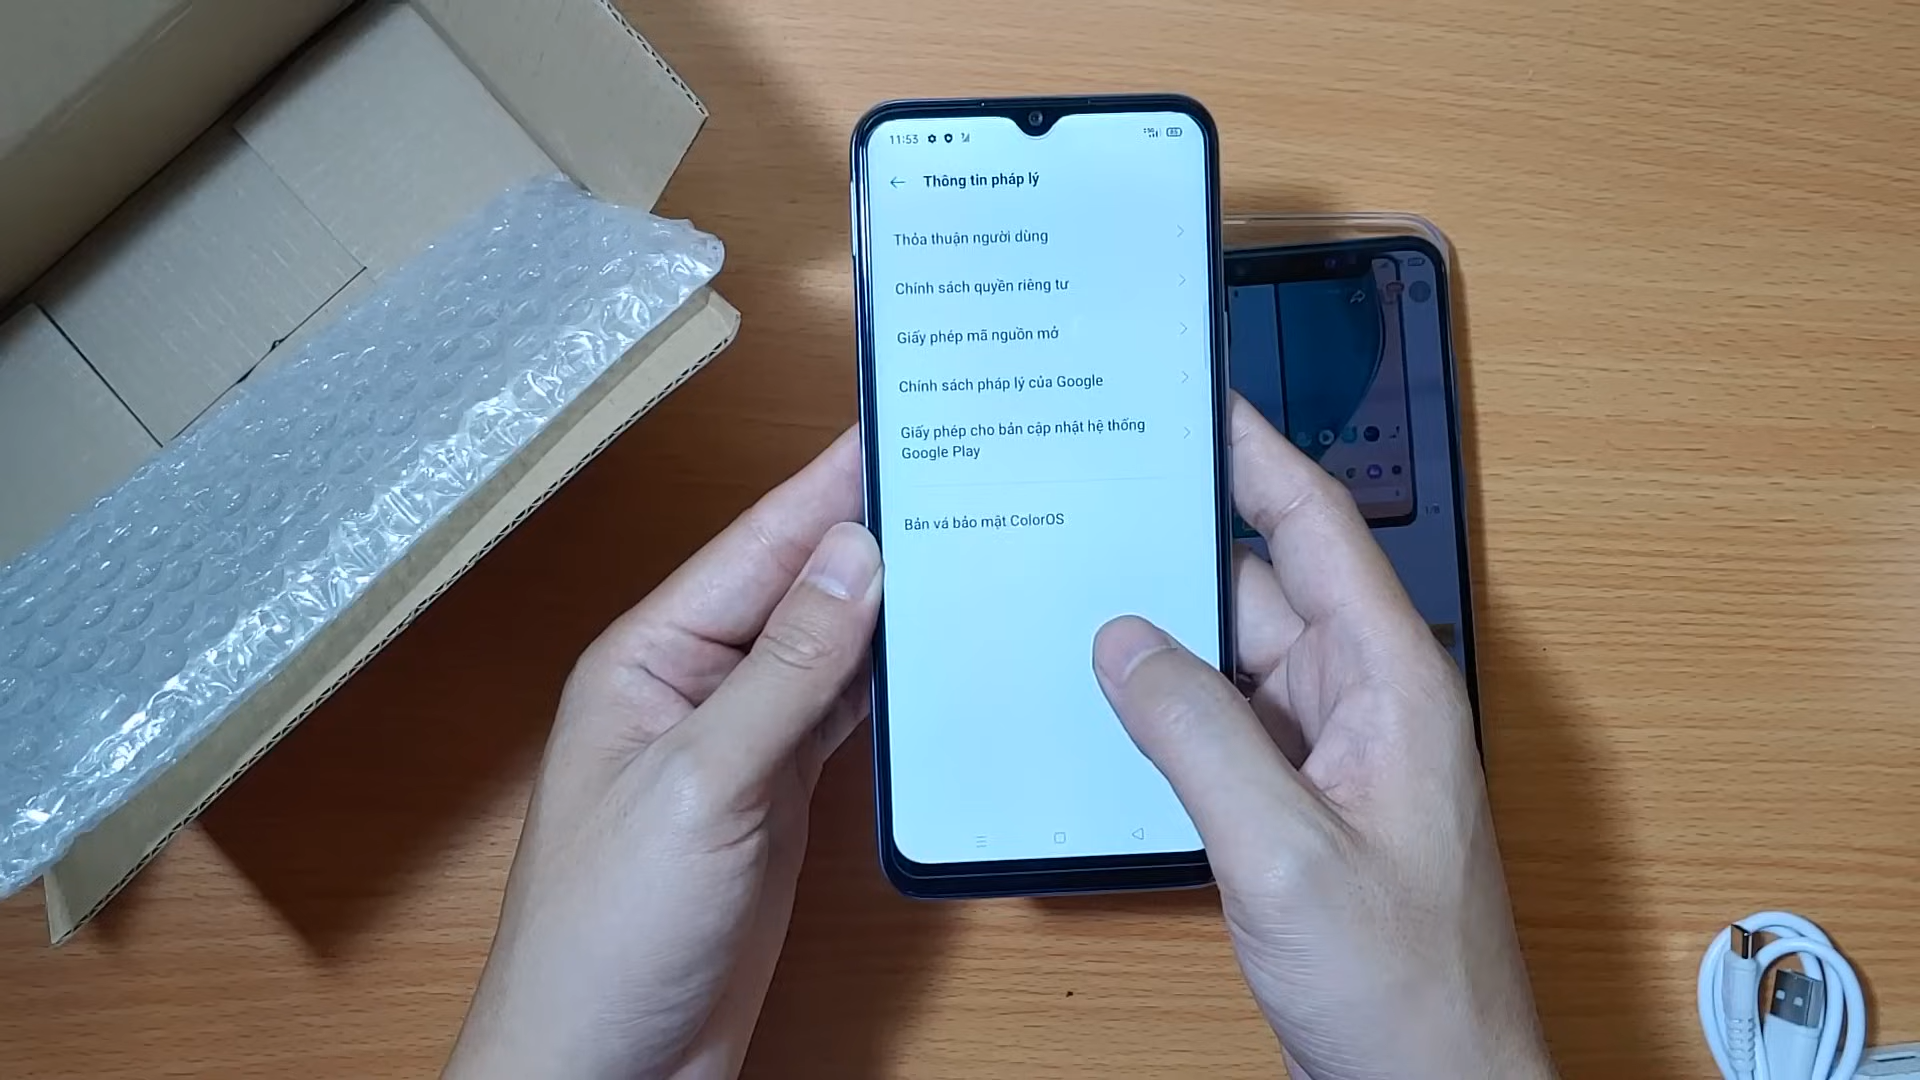 11:53
Thông tin pháp lý
Thỏa thuận người dùng
Chính sách quyền riêng tư
Giấy phép mã nguồn mở
Chính sách pháp lý của Google
Giấy phép cho bản cập nhật hệ thống
Google Play
Bản vá bảo mật ColorOS
1/8